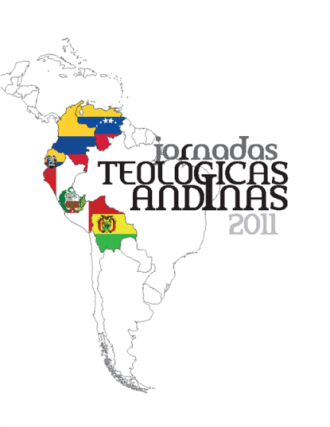 jornadas
TEOLÓGICAS
ANDINAS
2011